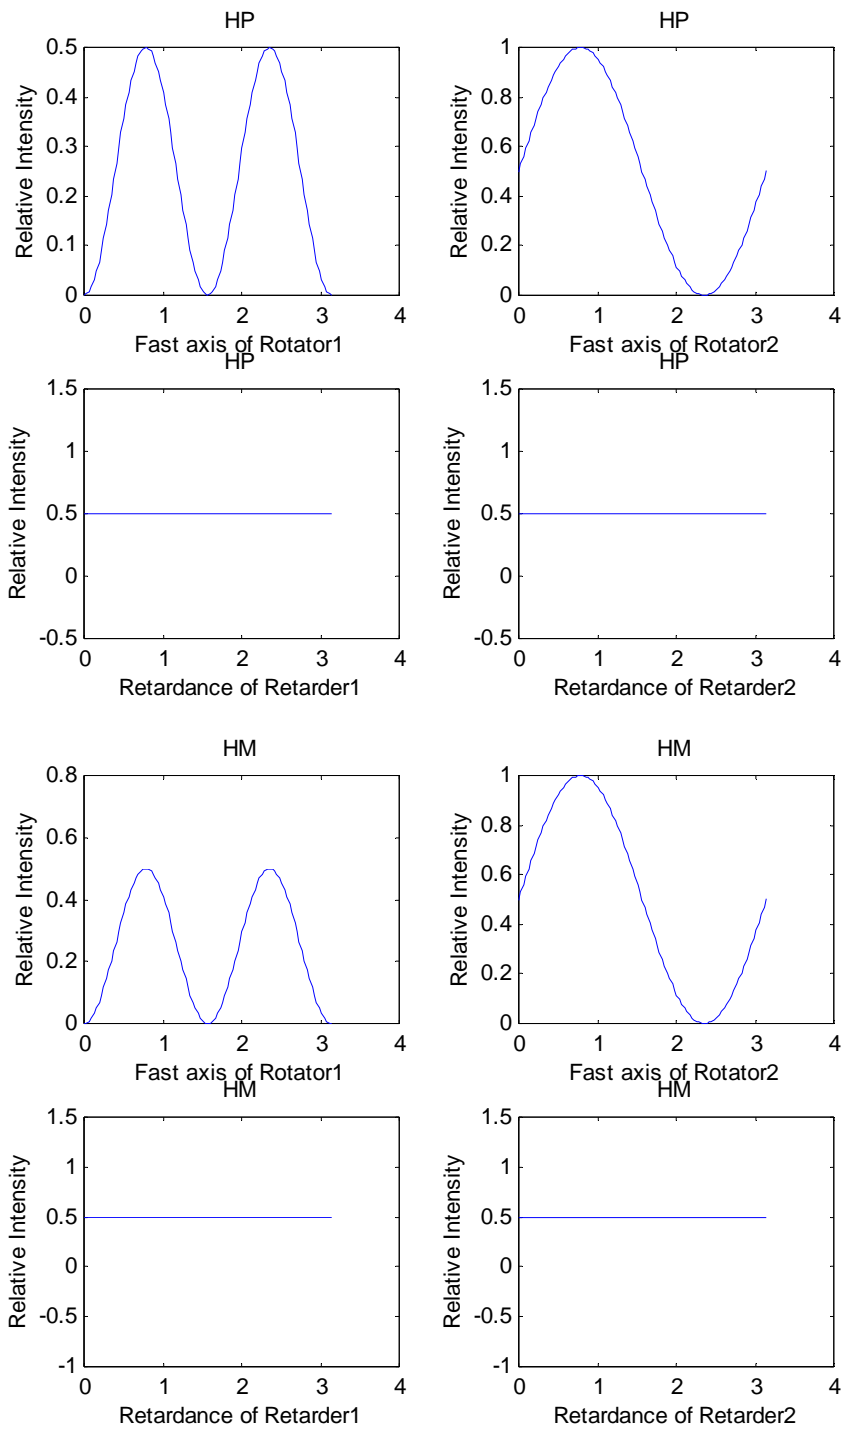 HP
HP
0.5
0.4
0.3
0.2
0.1
0
Relative Intensity
0 1 2 3 4
Fast axis of Rotator1
1
0.8
0.6
0.4
0.2
0
Relative Intensity
0 1 2 3 4
Fast axis of Rotator2
HP
HP
1.5
1
0.5
0
-0.5
Relative Intensity
0 1 2 3 4
Retardance of Retarder1
1.5
1
0.5
0
-0.5
Relative Intensity
0 1 2 3 4
Retardance of Retarder2
HM
HM
0.8
0.6
0.4
0.2
0
Relative Intensity
0 1 2 3 4
Fast axis of Rotator1
1
0.8
0.6
0.4
0.2
0
Relative Intensity
0 1 2 3 4
Fast axis of Rotator2
HM
HM
1.5
1
0.5
0
-0.5
-1
Relative Intensity
0 1 2 3 4
Retardance of Retarder1
1.5
1
0.5
0
-0.5
-1
Relative Intensity
0 1 2 3 4
Retardance of Retarder2